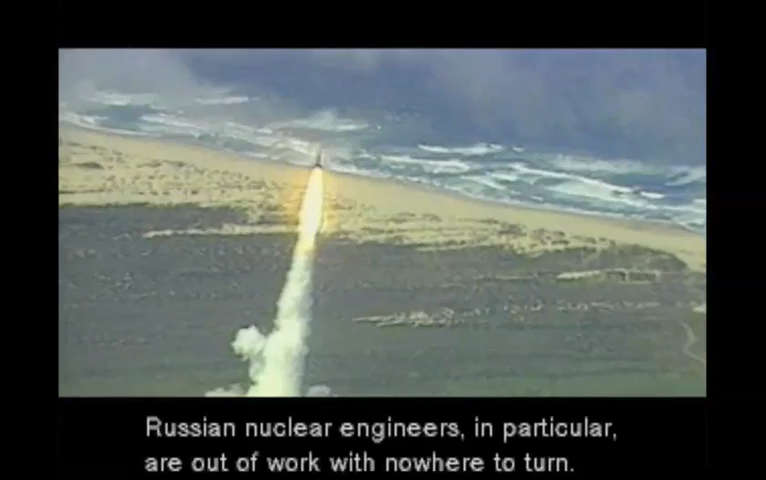 Russian nuclear engineers, in particular,
are out of work with nowhere to turn.